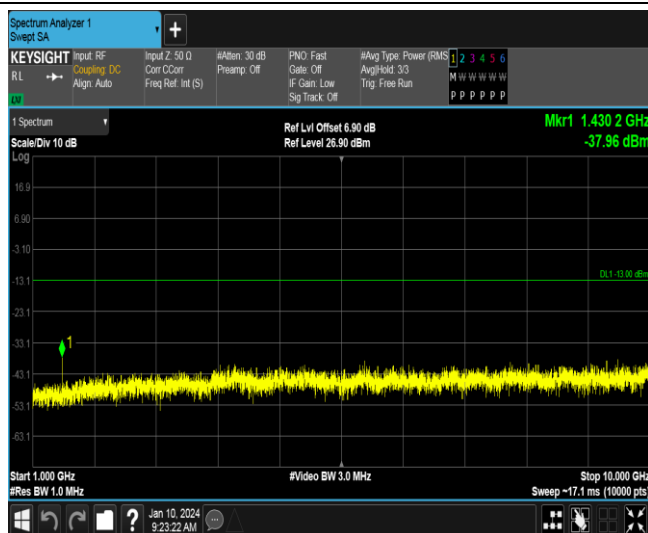 Spectrum Analyzer 1
Swept SA
+
KEYSIGHT
RL
LXI
Input: RF
Coupling: DC
Align: Auto
Input Z: 50 Ω
Corr CCorr
Freq Ref: Int (S)
#Atten: 30 dB
Preamp: Off
PNO: Fast
Gate: Off
IF Gain: Low
Sig Track: Off
#Avg Type: Power (RMS
Avg|Hold: 3/3
Trig: Free Run
1 2 3 4 5 6
M W W W W W
P P P P P P
1 Spectrum
Scale/Div 10 dB
Ref Lvl Offset 6.90 dB
Ref Level 26.90 dBm
Mkr1 1.430 2 GHz
-37.96 dBm
Log
16.9
6.90
-3.10
-13.1
DL1 -13.00 dBm
-23.1
-33.1
1
-43.1
-53.1
-63.1
Start 1.000 GHz
#Video BW 3.0 MHz
Stop 10.000 GHz
#Res BW 1.0 MHz
Sweep ~17.1 ms (10000 pts)
?
Jan 10, 2024
9:23:22 AM